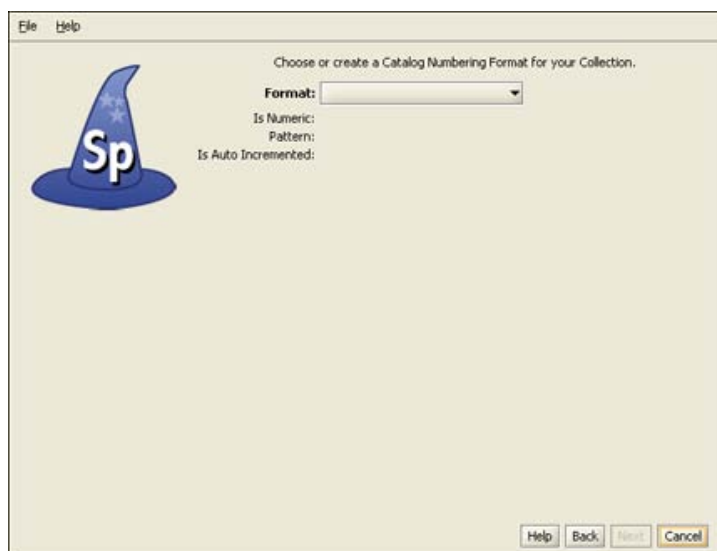 File Help
Choose or create a Catalog Numbering Format for your Collection.
Format:
Is Numeric:
Pattern:
Is Auto Incremented:
Sp
Help Back Next Cancel